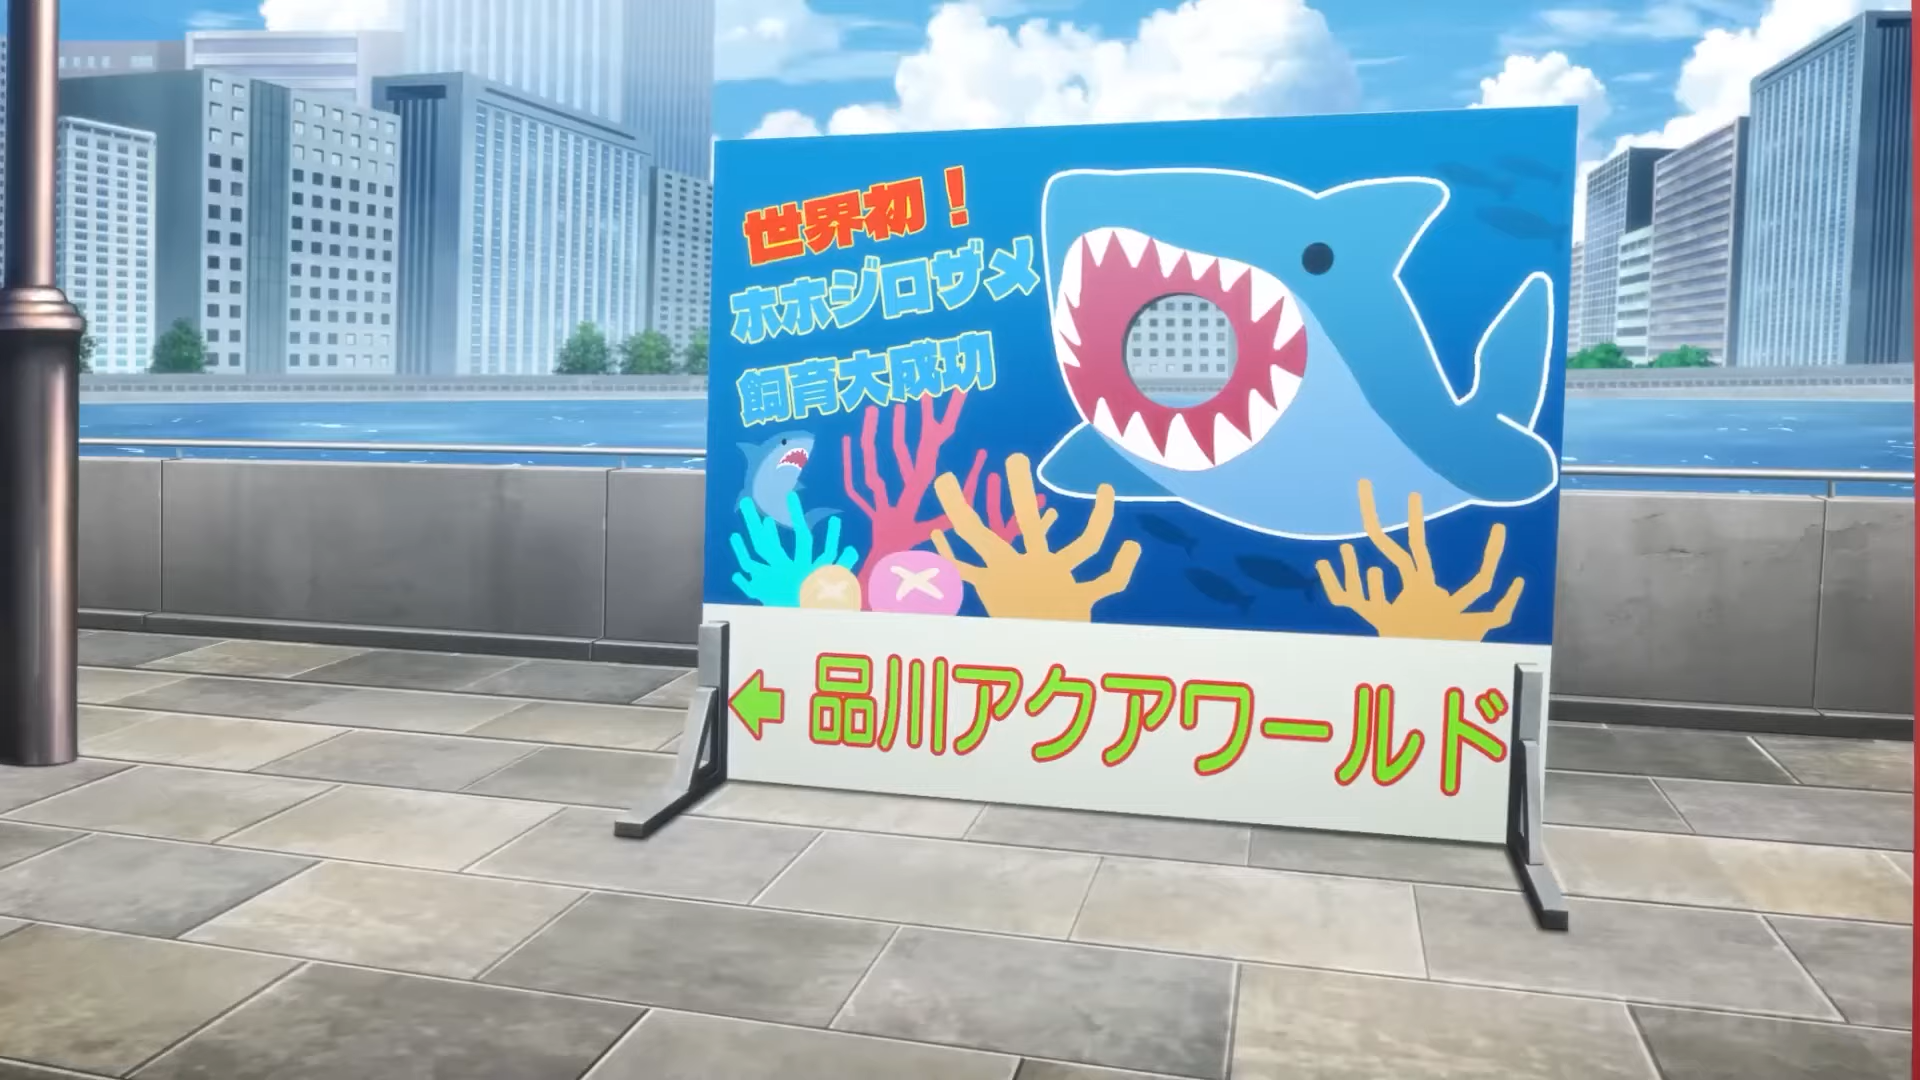 世界初！
ホホジロザメ
飼育大成功
← 品川アクアワールド